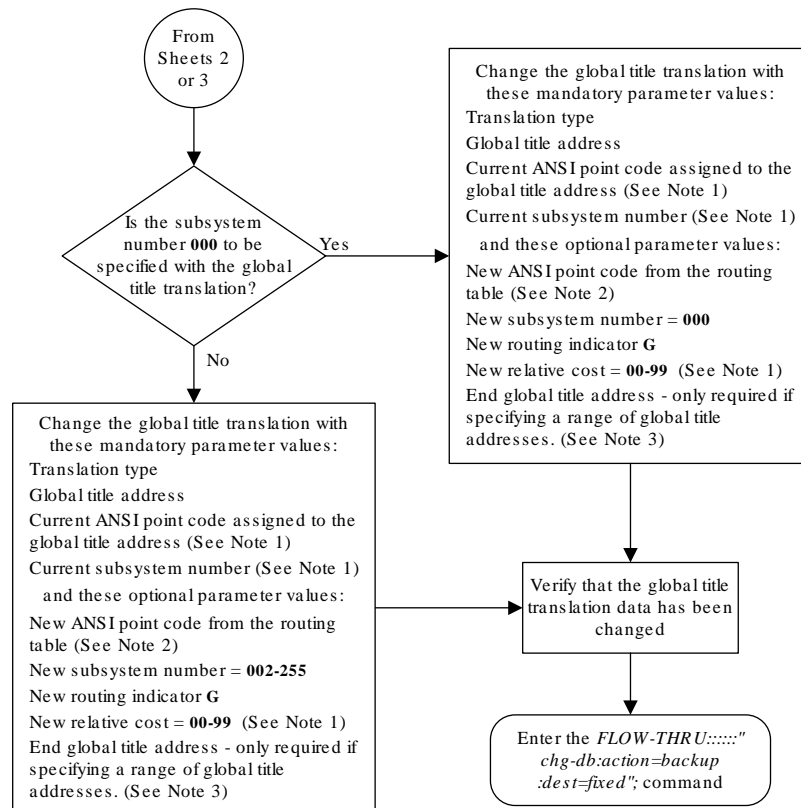 From
Sheets 2
or 3
Is the subsystem
number 000 to be
specified with the global
title translation?
Yes
No
Change the global title translation with
these mandatory parameter values:
Translation type
Global title address
Current ANSI point code assigned to the
global title address (See Note 1)
Current subsystem number (See Note 1)
and these optional parameter values:
New ANSI point code from the routing
table (See Note 2)
New subsystem number = 000
New routing indicator G
New relative cost = 00-99 (See Note 1)
End global title address - only required if
specifying a range of global title
addresses. (See Note 3)
Change the global title translation with
these mandatory parameter values:
Translation type
Global title address
Current ANSI point code assigned to the
global title address (See Note 1)
Current subsystem number (See Note 1)
and these optional parameter values:
New ANSI point code from the routing
table (See Note 2)
New subsystem number = 002-255
New routing indicator G
New relative cost = 00-99 (See Note 1)
End global title address - only required if
specifying a range of global title
addresses. (See Note 3)
Verify that the global title
translation data has been
changed
Enter the FLOW-THRU::::::"
chg-db:action=backup
:dest=fixed"; command